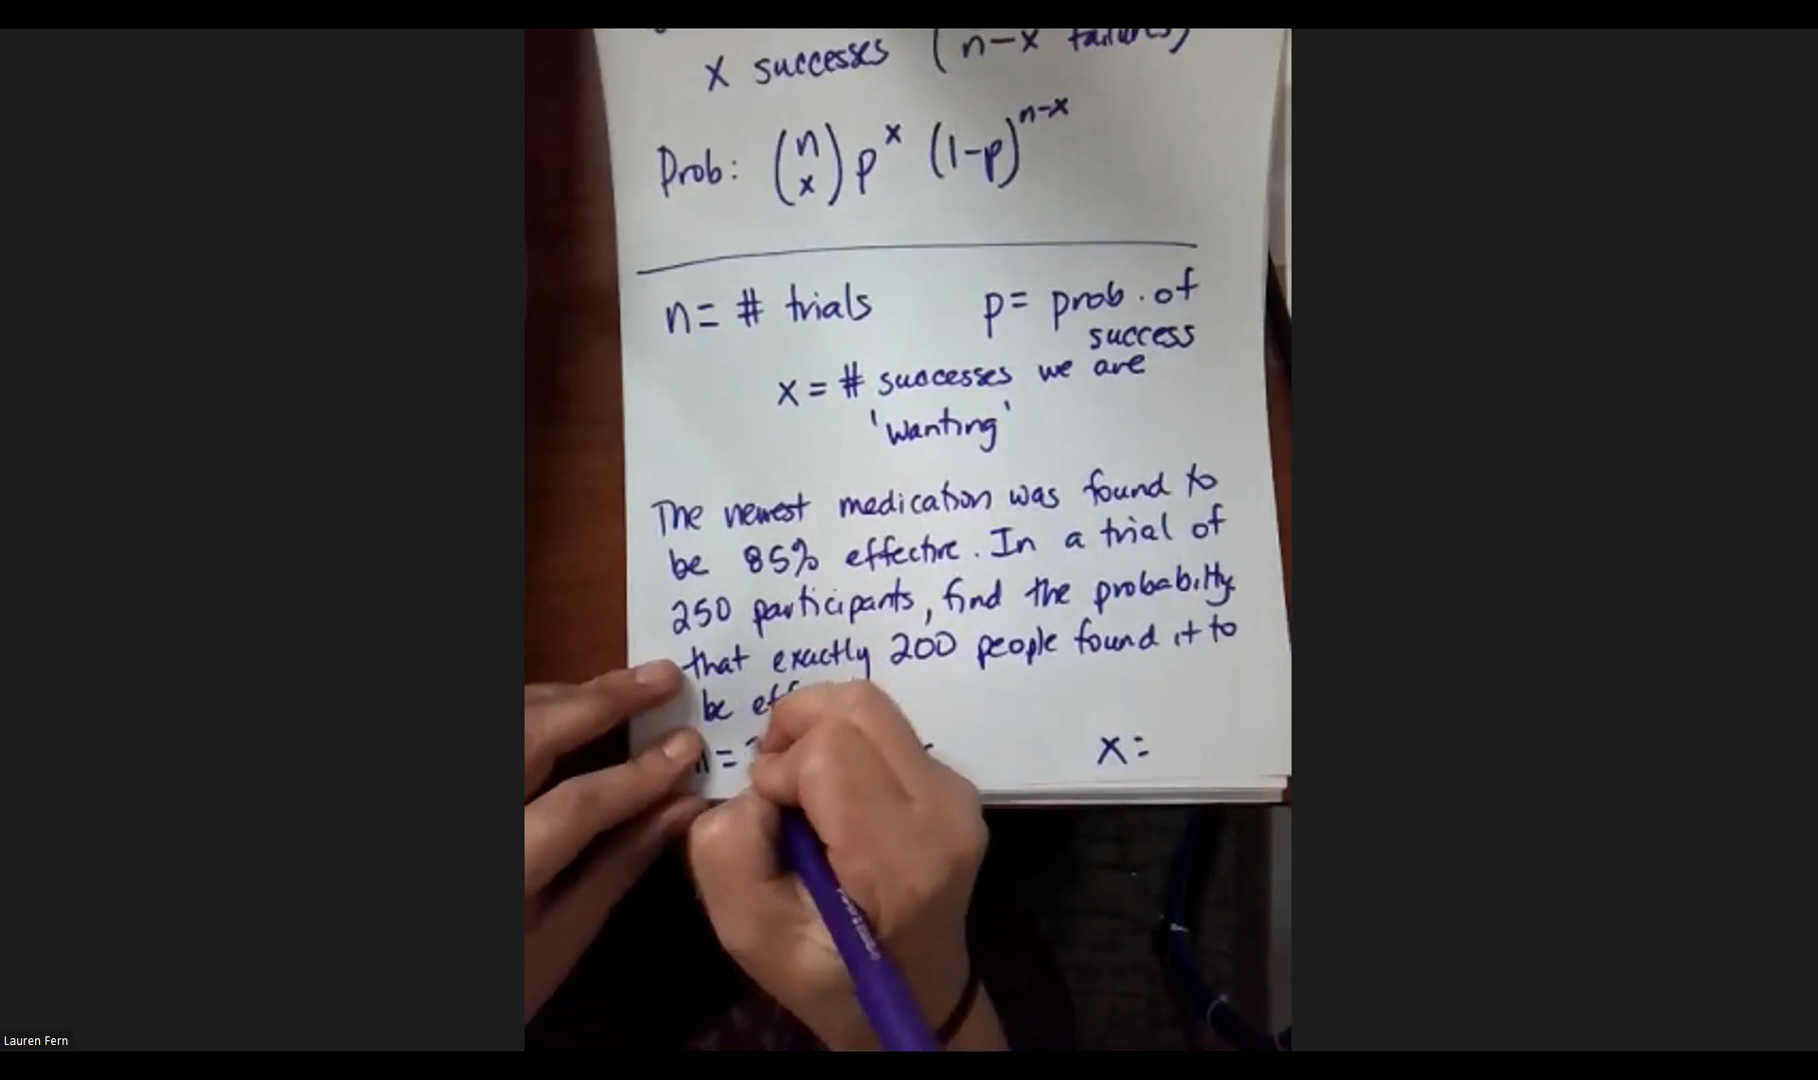 x successes (n-x failures)
Prob: (n x) p^x (1-p)^n-x
n= # trials p= prob. of
success
x = # successes we are
'wanting'
The newest medication was found to
be 85% effective. In a trial of
250 participants, find the probability
that exactly 200 people found it to
be
n = x =
Lauren Fern